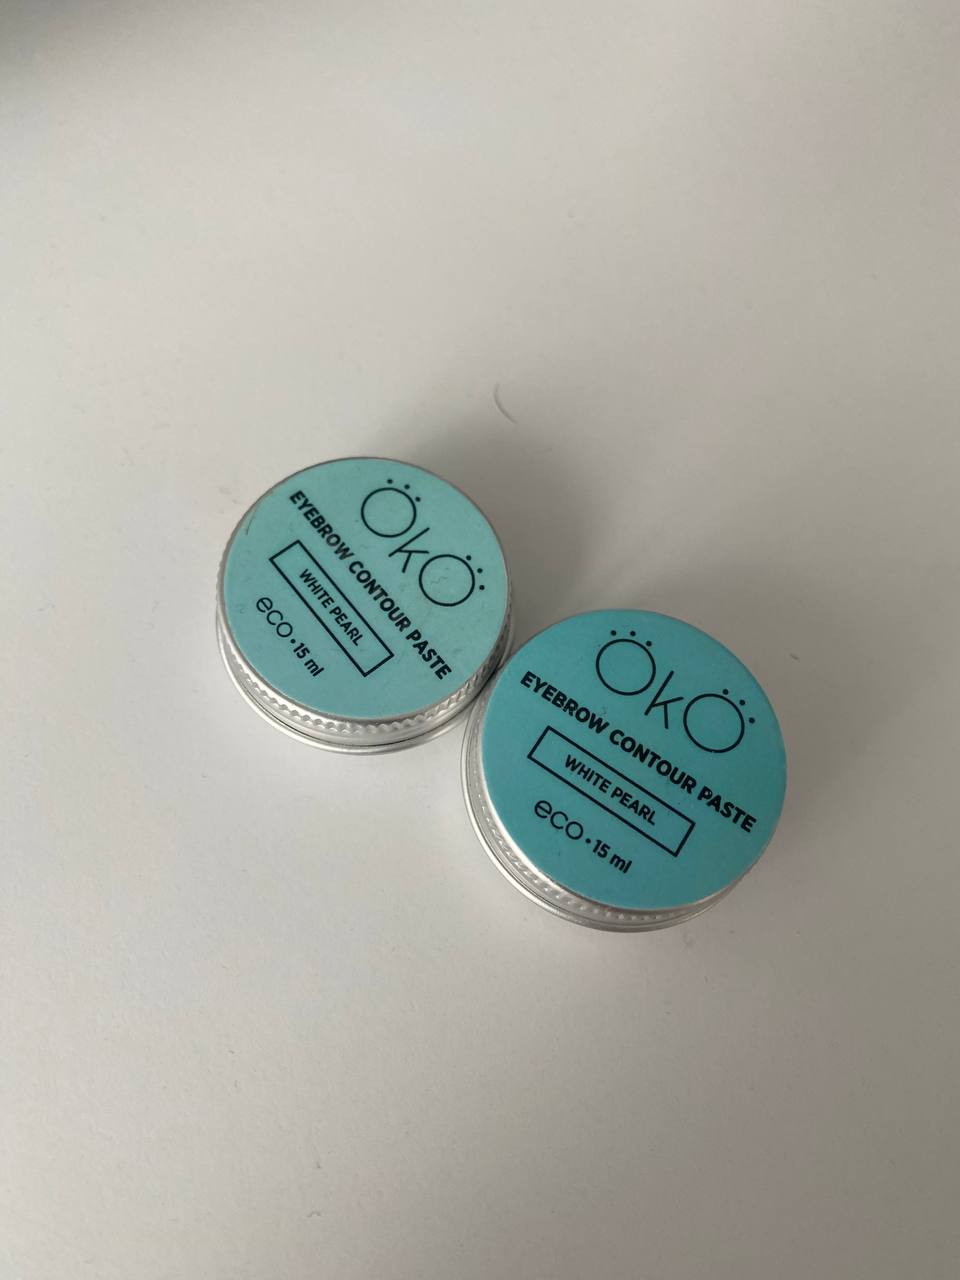 ÖkÖ
EYEBROW CONTOUR PASTE
WHITE PEARL
eco • 15 ml
ÖkÖ
EYEBROW CONTOUR PASTE
WHITE PEARL
eco • 15 ml